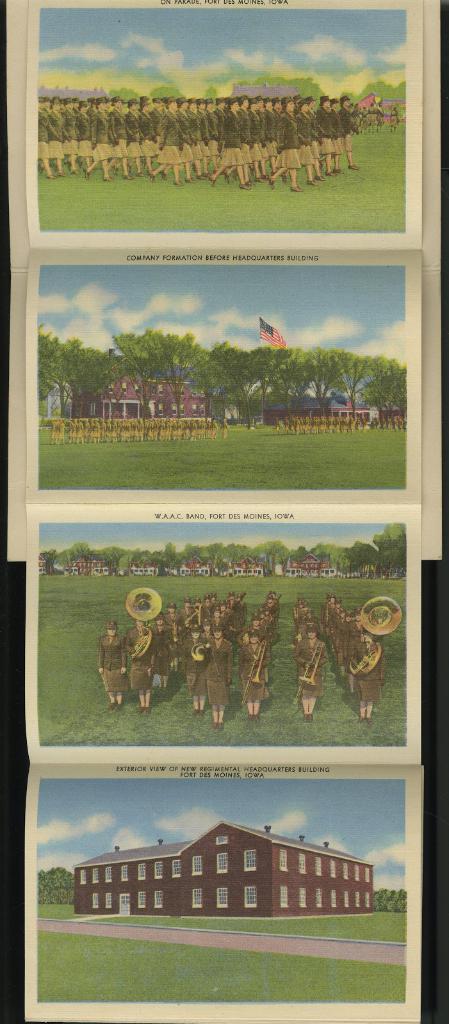 ON PARADE, FORT DES MOINES, IOWA
COMPANY FORMATION BEFORE HEADQUARTERS BUILDING
W.A.A.C. BAND, FORT DES MOINES, IOWA
EXTERIOR VIEW OF NEW REGIMENTAL HEADQUARTERS BUILDING
FORT DES MOINES, IOWA